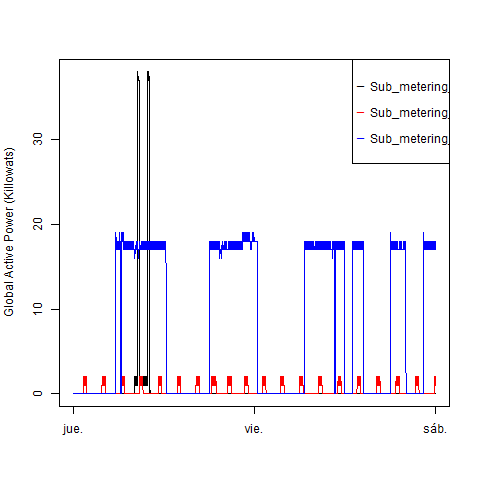 Sub_metering_
Sub_metering_
Sub_metering_
Global Active Power (Killowats)
30
20
10
0
jue.
vie.
sáb.